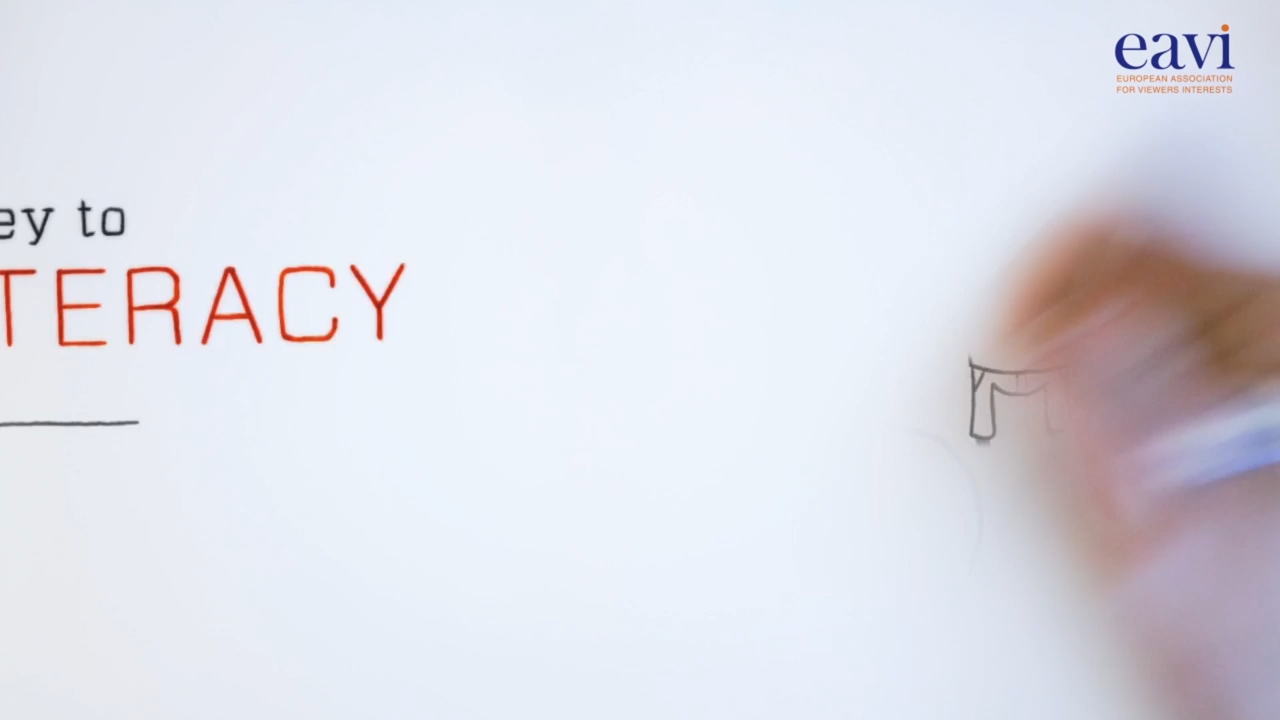 eavi
EUROPEAN ASSOCIATION
FOR VIEWERS INTERESTS
ey to
TERACY